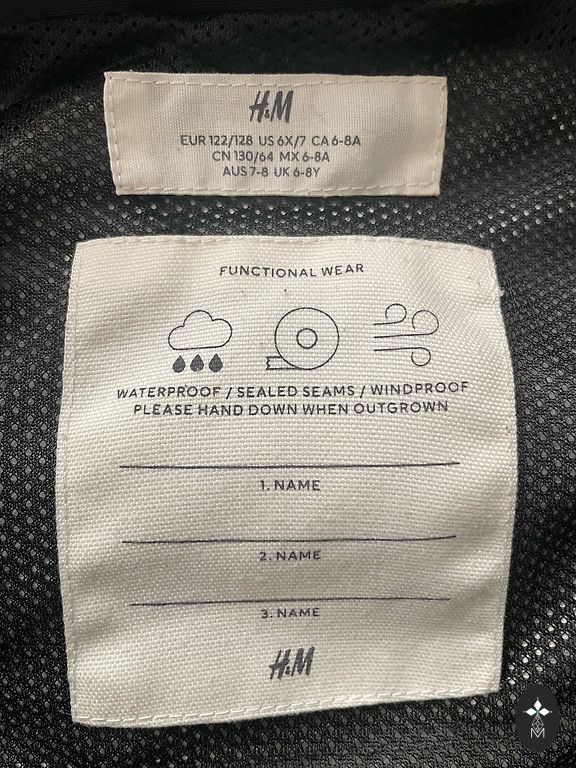 H&M
EUR 122/128 US 6X/7 CA 6-8A
CN 130/64 MX 6-8A
AUS 7-8 UK 6-8Y
FUNCTIONAL WEAR
WATERPROOF / SEALED SEAMS / WINDPROOF
PLEASE HAND DOWN WHEN OUTGROWN
1. NAME
2. NAME
3. NAME
H&M
M